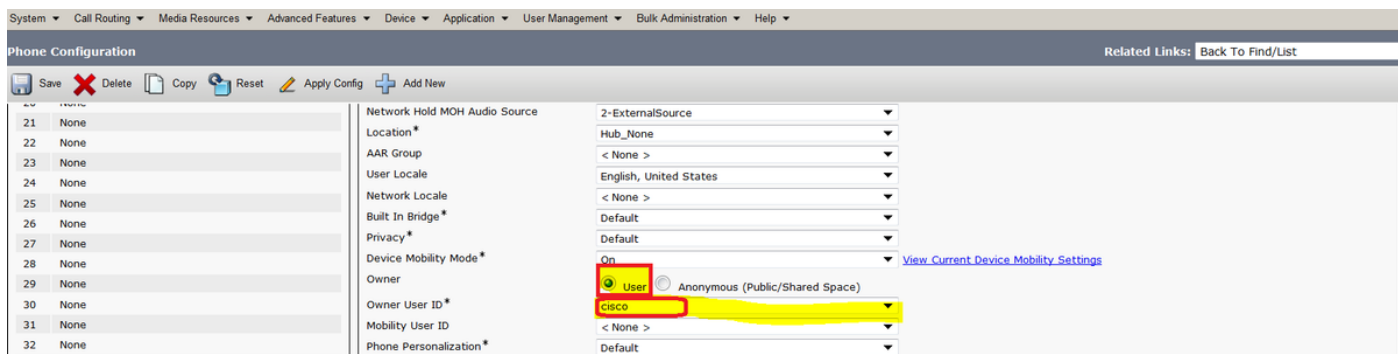 System Call Routing Media Resources Advanced Features Device Application User Management Bulk Administration Help
Phone Configuration Related Links: Back To Find/List
Save Delete Copy Reset Apply Config Add New
Network Hold MOH Audio Source 2-ExternalSource
21 None
Location* Hub_None
22 None
AAR Group < None >
23 None
User Locale English, United States
24 None
Network Locale < None >
25 None
Built In Bridge* Default
26 None
Privacy* Default
27 None
Device Mobility Mode* On View Current Device Mobility Settings
28 None
Owner User Anonymous (Public/Shared Space)
29 None
Owner User ID* cisco
30 None
Mobility User ID < None >
31 None
Phone Personalization* Default
32 None